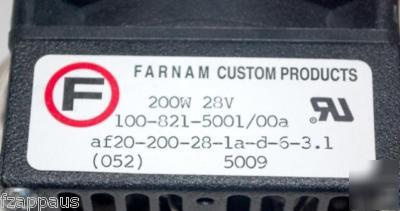 F
FARNAM CUSTOM PRODUCTS
200W 28V
100-821-5001/00a
RU
af20-200-28-1a-d-6-3.1
(052) 5009
© fzappaus